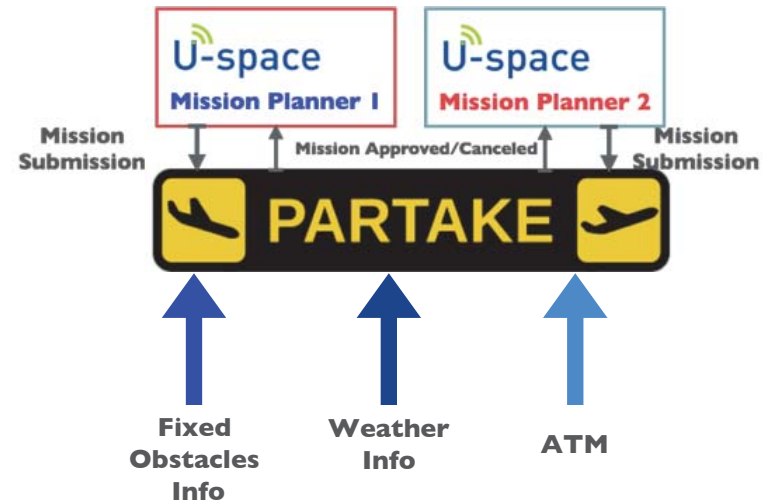 U-space
Mission Planner 1
U-space
Mission Planner 2
Mission
Submission
Mission Approved/Canceled
Mission
Submission
PARTAKE
Fixed
Obstacles
Info
Weather
Info
ATM